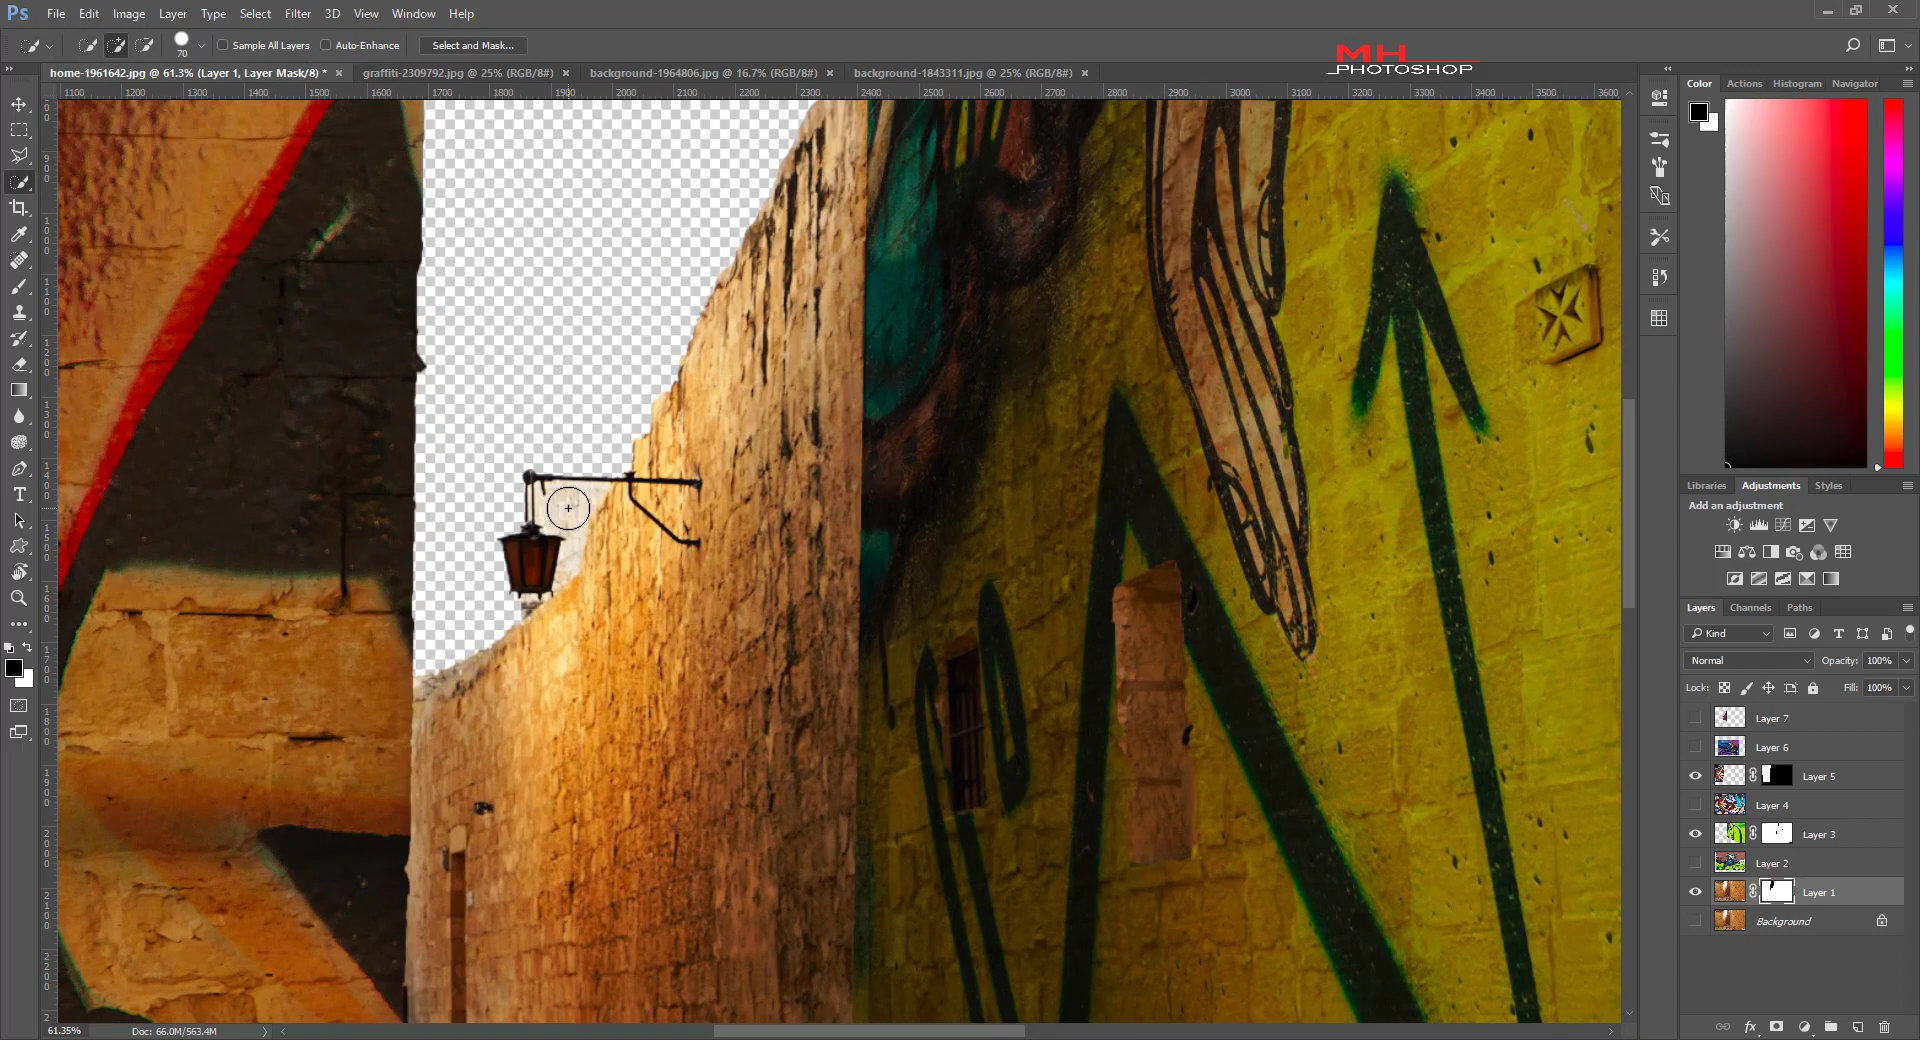 Ps File Edit Image Layer Type Select Filter 3D View Window Help
70 Sample All Layers Auto-Enhance Select and Mask...
MH
_PHOTOSHOP
home-1961642.jpg @ 61.3% (Layer 1, Layer Mask/8) * × graffiti-2309792.jpg @ 25% (RGB/8#) × background-1964806.jpg @ 16.7% (RGB/8#) × background-1843311.jpg @ 25% (RGB/8#) ×
1100 1200 1300 1400 1500 1600 1700 1800 1900 2000 2100 2200 2300 2400 2500 2600 2700 2800 2900 3000 3100 3200 3300 3400 3500 3600
Color Actions Histogram Navigator
Libraries Adjustments Styles
Add an adjustment
Layers Channels Paths
Kind
Normal Opacity: 100%
Lock: Fill: 100%
Layer 7
Layer 6
Layer 5
Layer 4
Layer 3
Layer 2
Layer 1
Background
fx
61.35% Doc: 66.0M/563.4M